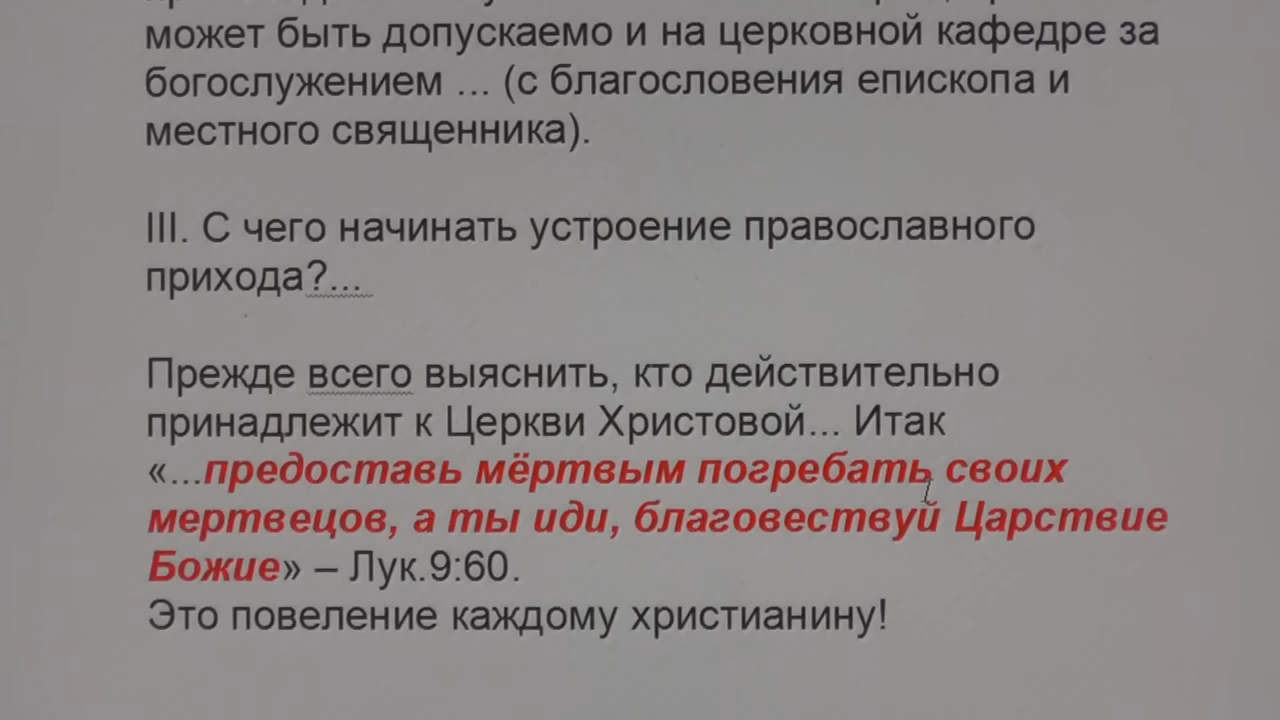 может быть допускаемо и на церковной кафедре за
богослужением ... (с благословения епископа и
местного священника).
III. С чего начинать устроение православного
прихода?...
Прежде всего выяснить, кто действительно
принадлежит к Церкви Христовой... Итак
«...предоставь мёртвым погребать своих
мертвецов, а ты иди, благовествуй Царствие
Божие» – Лук.9:60.
Это повеление каждому христианину!